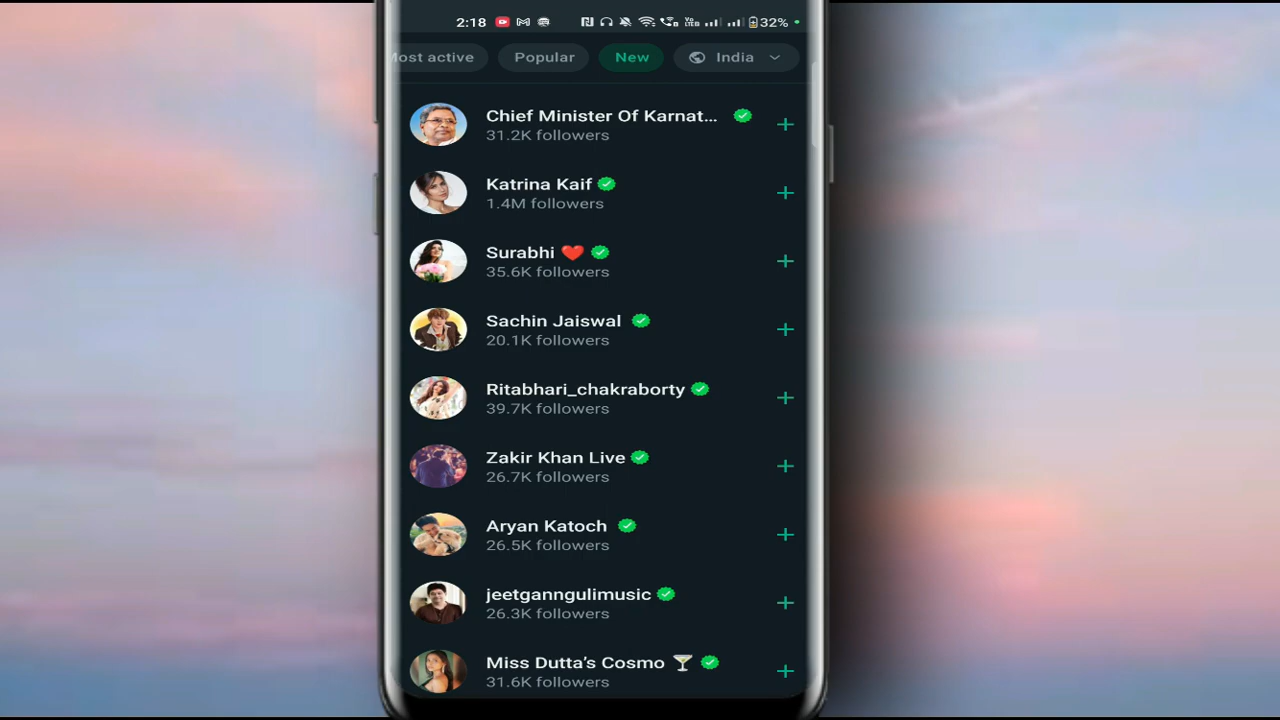 2:18 32%
Most active Popular New India
Chief Minister Of Karnat...
31.2K followers
Katrina Kaif
1.4M followers
Surabhi ❤️
35.6K followers
Sachin Jaiswal
20.1K followers
Ritabhari_chakraborty
39.7K followers
Zakir Khan Live
26.7K followers
Aryan Katoch
26.5K followers
jeetganngulimusic
26.3K followers
Miss Dutta's Cosmo 🍸
31.6K followers